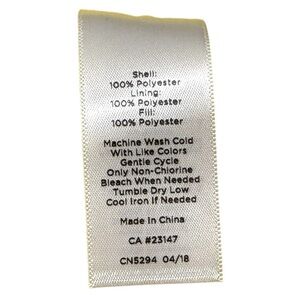 Shell:
100% Polyester
Lining:
100% Polyester
Fill:
100% Polyester
Machine Wash Cold
With Like Colors
Gentle Cycle
Only Non-Chlorine
Bleach When Needed
Tumble Dry Low
Cool Iron If Needed
Made In China
CA #23147
CN5294 04/18